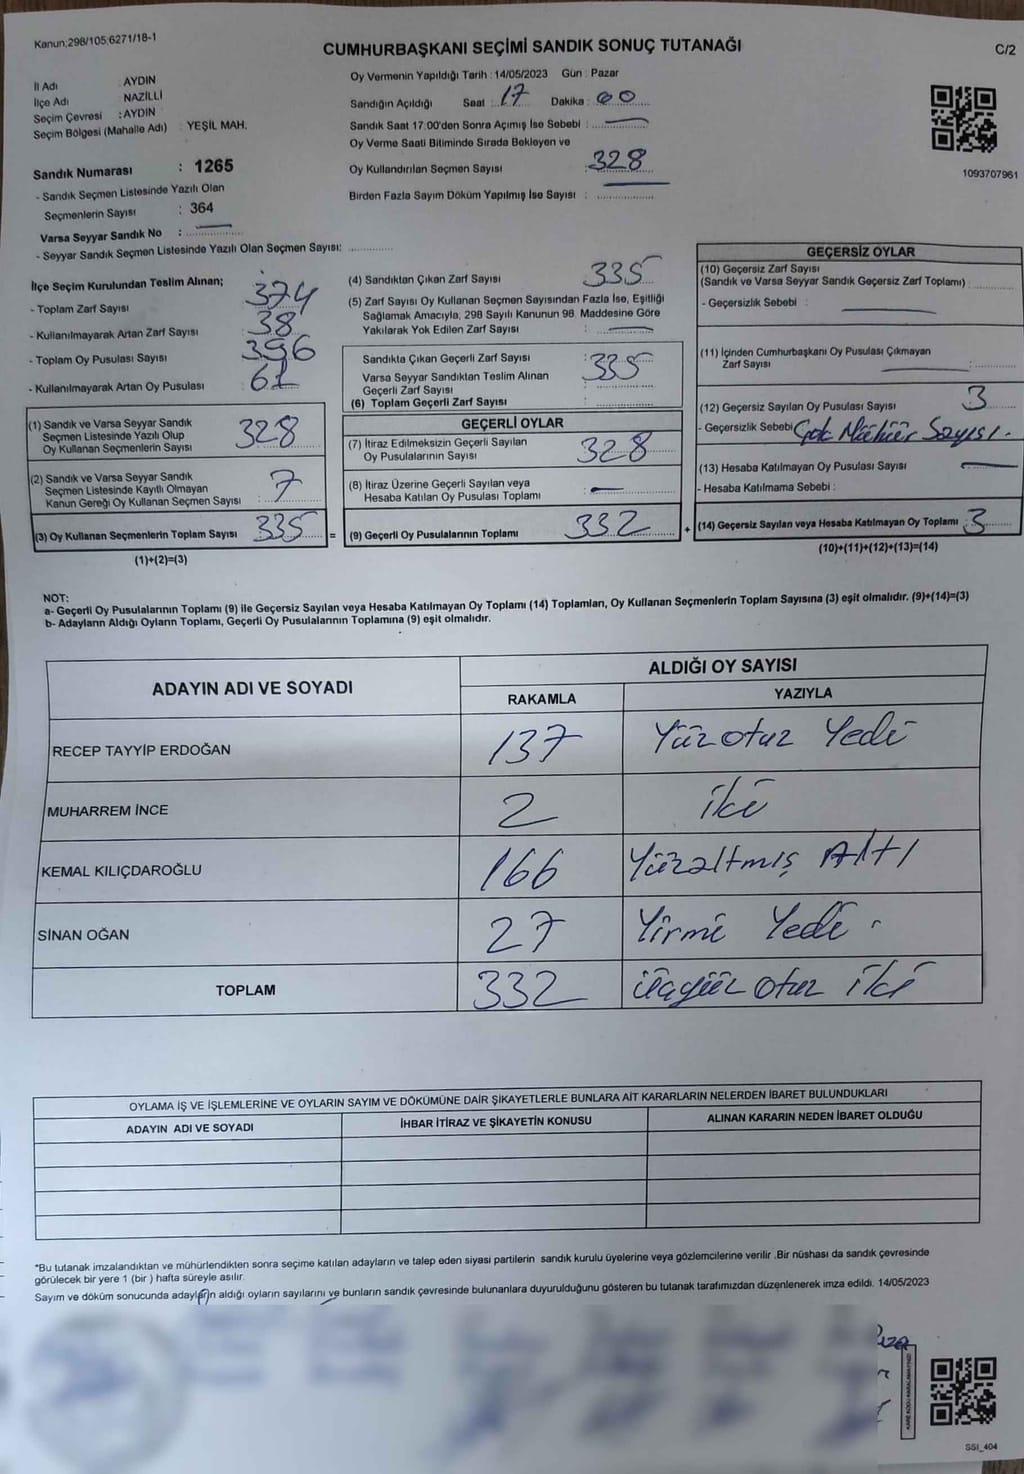 Kanun;298/105;6271/18-1
CUMHURBAŞKANI SEÇİMİ SANDIK SONUÇ TUTANAĞI
C/2
İl Adı : AYDIN
İlçe Adı : NAZİLLİ
Seçim Çevresi : AYDIN
Seçim Bölgesi (Mahalle Adı) : YEŞİL MAH.
Sandık Numarası : 1265
- Sandık Seçmen Listesinde Yazılı Olan
Seçmenlerin Sayısı : 364
Varsa Seyyar Sandık No :
- Seyyar Sandık Seçmen Listesinde Yazılı Olan Seçmen Sayısı:
Oy Vermenin Yapıldığı Tarih : 14/05/2023 Gün : Pazar
Sandığın Açıldığı Saat : 17 Dakika : 00
Sandık Saat 17:00'den Sonra Açımış İse Sebebi :
Oy Verme Saati Bitiminde Sırada Bekleyen ve
Oy Kullandırılan Seçmen Sayısı : 328
Birden Fazla Sayım Döküm Yapılmış İse Sayısı :
1093707961
İlçe Seçim Kurulundan Teslim Alınan;
- Toplam Zarf Sayısı : 374
- Kullanılmayarak Artan Zarf Sayısı : 38
- Toplam Oy Pusulası Sayısı : 396
- Kullanılmayarak Artan Oy Pusulası : 61
(1) Sandık ve Varsa Seyyar Sandık
Seçmen Listesinde Yazılı Olup
Oy Kullanan Seçmenlerin Sayısı 328
(2) Sandık ve Varsa Seyyar Sandık
Seçmen Listesinde Kayıtlı Olmayan
Kanun Gereği Oy Kullanan Seçmen Sayısı : 7
(3) Oy Kullanan Seçmenlerin Toplam Sayısı 335 =
(1)+(2)=(3)
(4) Sandıktan Çıkan Zarf Sayısı 335
(5) Zarf Sayısı Oy Kullanan Seçmen Sayısından Fazla İse, Eşitliği
Sağlamak Amacıyla, 298 Sayılı Kanunun 98. Maddesine Göre
Yakılarak Yok Edilen Zarf Sayısı :
Sandıkta Çıkan Geçerli Zarf Sayısı : 335
Varsa Seyyar Sandıktan Teslim Alınan
Geçerli Zarf Sayısı :
(6) Toplam Geçerli Zarf Sayısı :
GEÇERLİ OYLAR
(7) İtiraz Edilmeksizin Geçerli Sayılan
Oy Pusulalarının Sayısı 328
(8) İtiraz Üzerine Geçerli Sayılan veya
Hesaba Katılan Oy Pusulası Toplamı :
(9) Geçerli Oy Pusulalarının Toplamı 332 +
GEÇERSİZ OYLAR
(10) Geçersiz Zarf Sayısı
(Sandık ve Varsa Seyyar Sandık Geçersiz Zarf Toplamı) :
- Geçersizlik Sebebi :
(11) İçinden Cumhurbaşkanı Oy Pusulası Çıkmayan
Zarf Sayısı :
(12) Geçersiz Sayılan Oy Pusulası Sayısı 3
- Geçersizlik Sebebi Çok Mühür Sayısı.
(13) Hesaba Katılmayan Oy Pusulası Sayısı
- Hesaba Katılmama Sebebi :
(14) Geçersiz Sayılan veya Hesaba Katılmayan Oy Toplamı : 3
(10)+(11)+(12)+(13)=(14)
NOT:
a- Geçerli Oy Pusulalarının Toplamı (9) ile Geçersiz Sayılan veya Hesaba Katılmayan Oy Toplamı (14) Toplamları, Oy Kullanan Seçmenlerin Toplam Sayısına (3) eşit olmalıdır. (9)+(14)=(3)
b- Adayların Aldığı Oyların Toplamı, Geçerli Oy Pusulalarının Toplamına (9) eşit olmalıdır.
ADAYIN ADI VE SOYADI
ALDIĞI OY SAYISI
RAKAMLA YAZIYLA
RECEP TAYYİP ERDOĞAN 137 Yüzotuz Yedi
MUHARREM İNCE 2 iki
KEMAL KILIÇDAROĞLU 166 Yüzaltmış Altı
SİNAN OĞAN 27 Yirmi Yedi .
TOPLAM 332 üçyüz otuz iki
OYLAMA İŞ VE İŞLEMLERİNE VE OYLARIN SAYIM VE DÖKÜMÜNE DAİR ŞİKAYETLERLE BUNLARA AİT KARARLARIN NELERDEN İBARET BULUNDUKLARI
ADAYIN ADI VE SOYADI İHBAR İTİRAZ VE ŞİKAYETİN KONUSU ALINAN KARARIN NEDEN İBARET OLDUĞU
*Bu tutanak imzalandıktan ve mühürlendikten sonra seçime katılan adayların ve talep eden siyasi partilerin sandık kurulu üyelerine veya gözlemcilerine verilir .Bir nüshası da sandık çevresinde
görülecek bir yere 1 (bir ) hafta süreyle asılır.
Sayım ve döküm sonucunda adayların aldığı oyların sayılarını ve bunların sandık çevresinde bulunanlara duyurulduğunu gösteren bu tutanak tarafımızdan düzenlenerek imza edildi. 14/05/2023
SSI_404